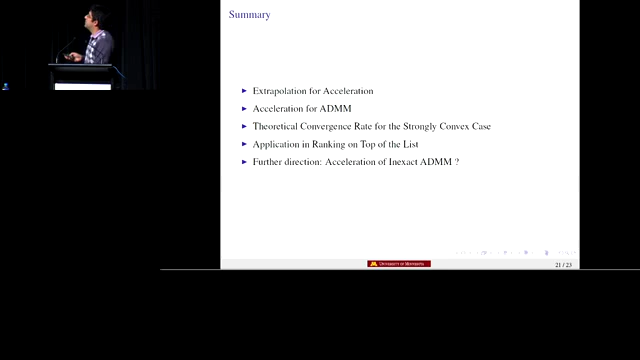 Summary
Extrapolation for Acceleration
Acceleration for ADMM
Theoretical Convergence Rate for the Strongly Convex Case
Application in Ranking on Top of the List
Further direction: Acceleration of Inexact ADMM ?
University of Minnesota
21 / 23